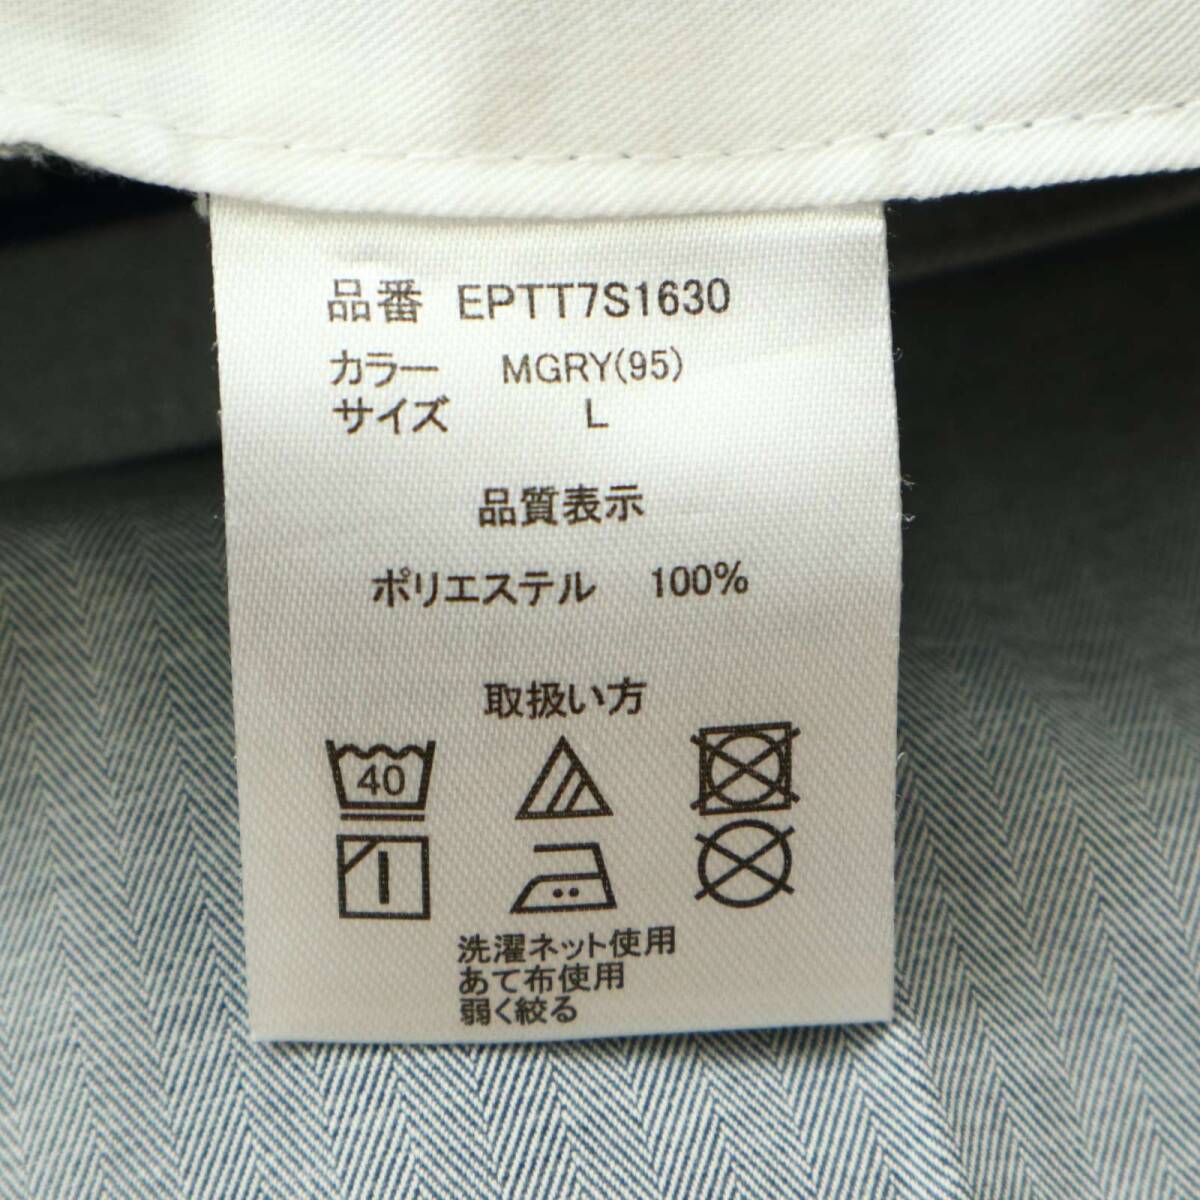 品番 EPTT7S1630
カラー MGRY(95)
サイズ L
品質表示
ポリエステル 100%
取扱い方
40
洗濯ネット使用
あて布使用
弱く絞る